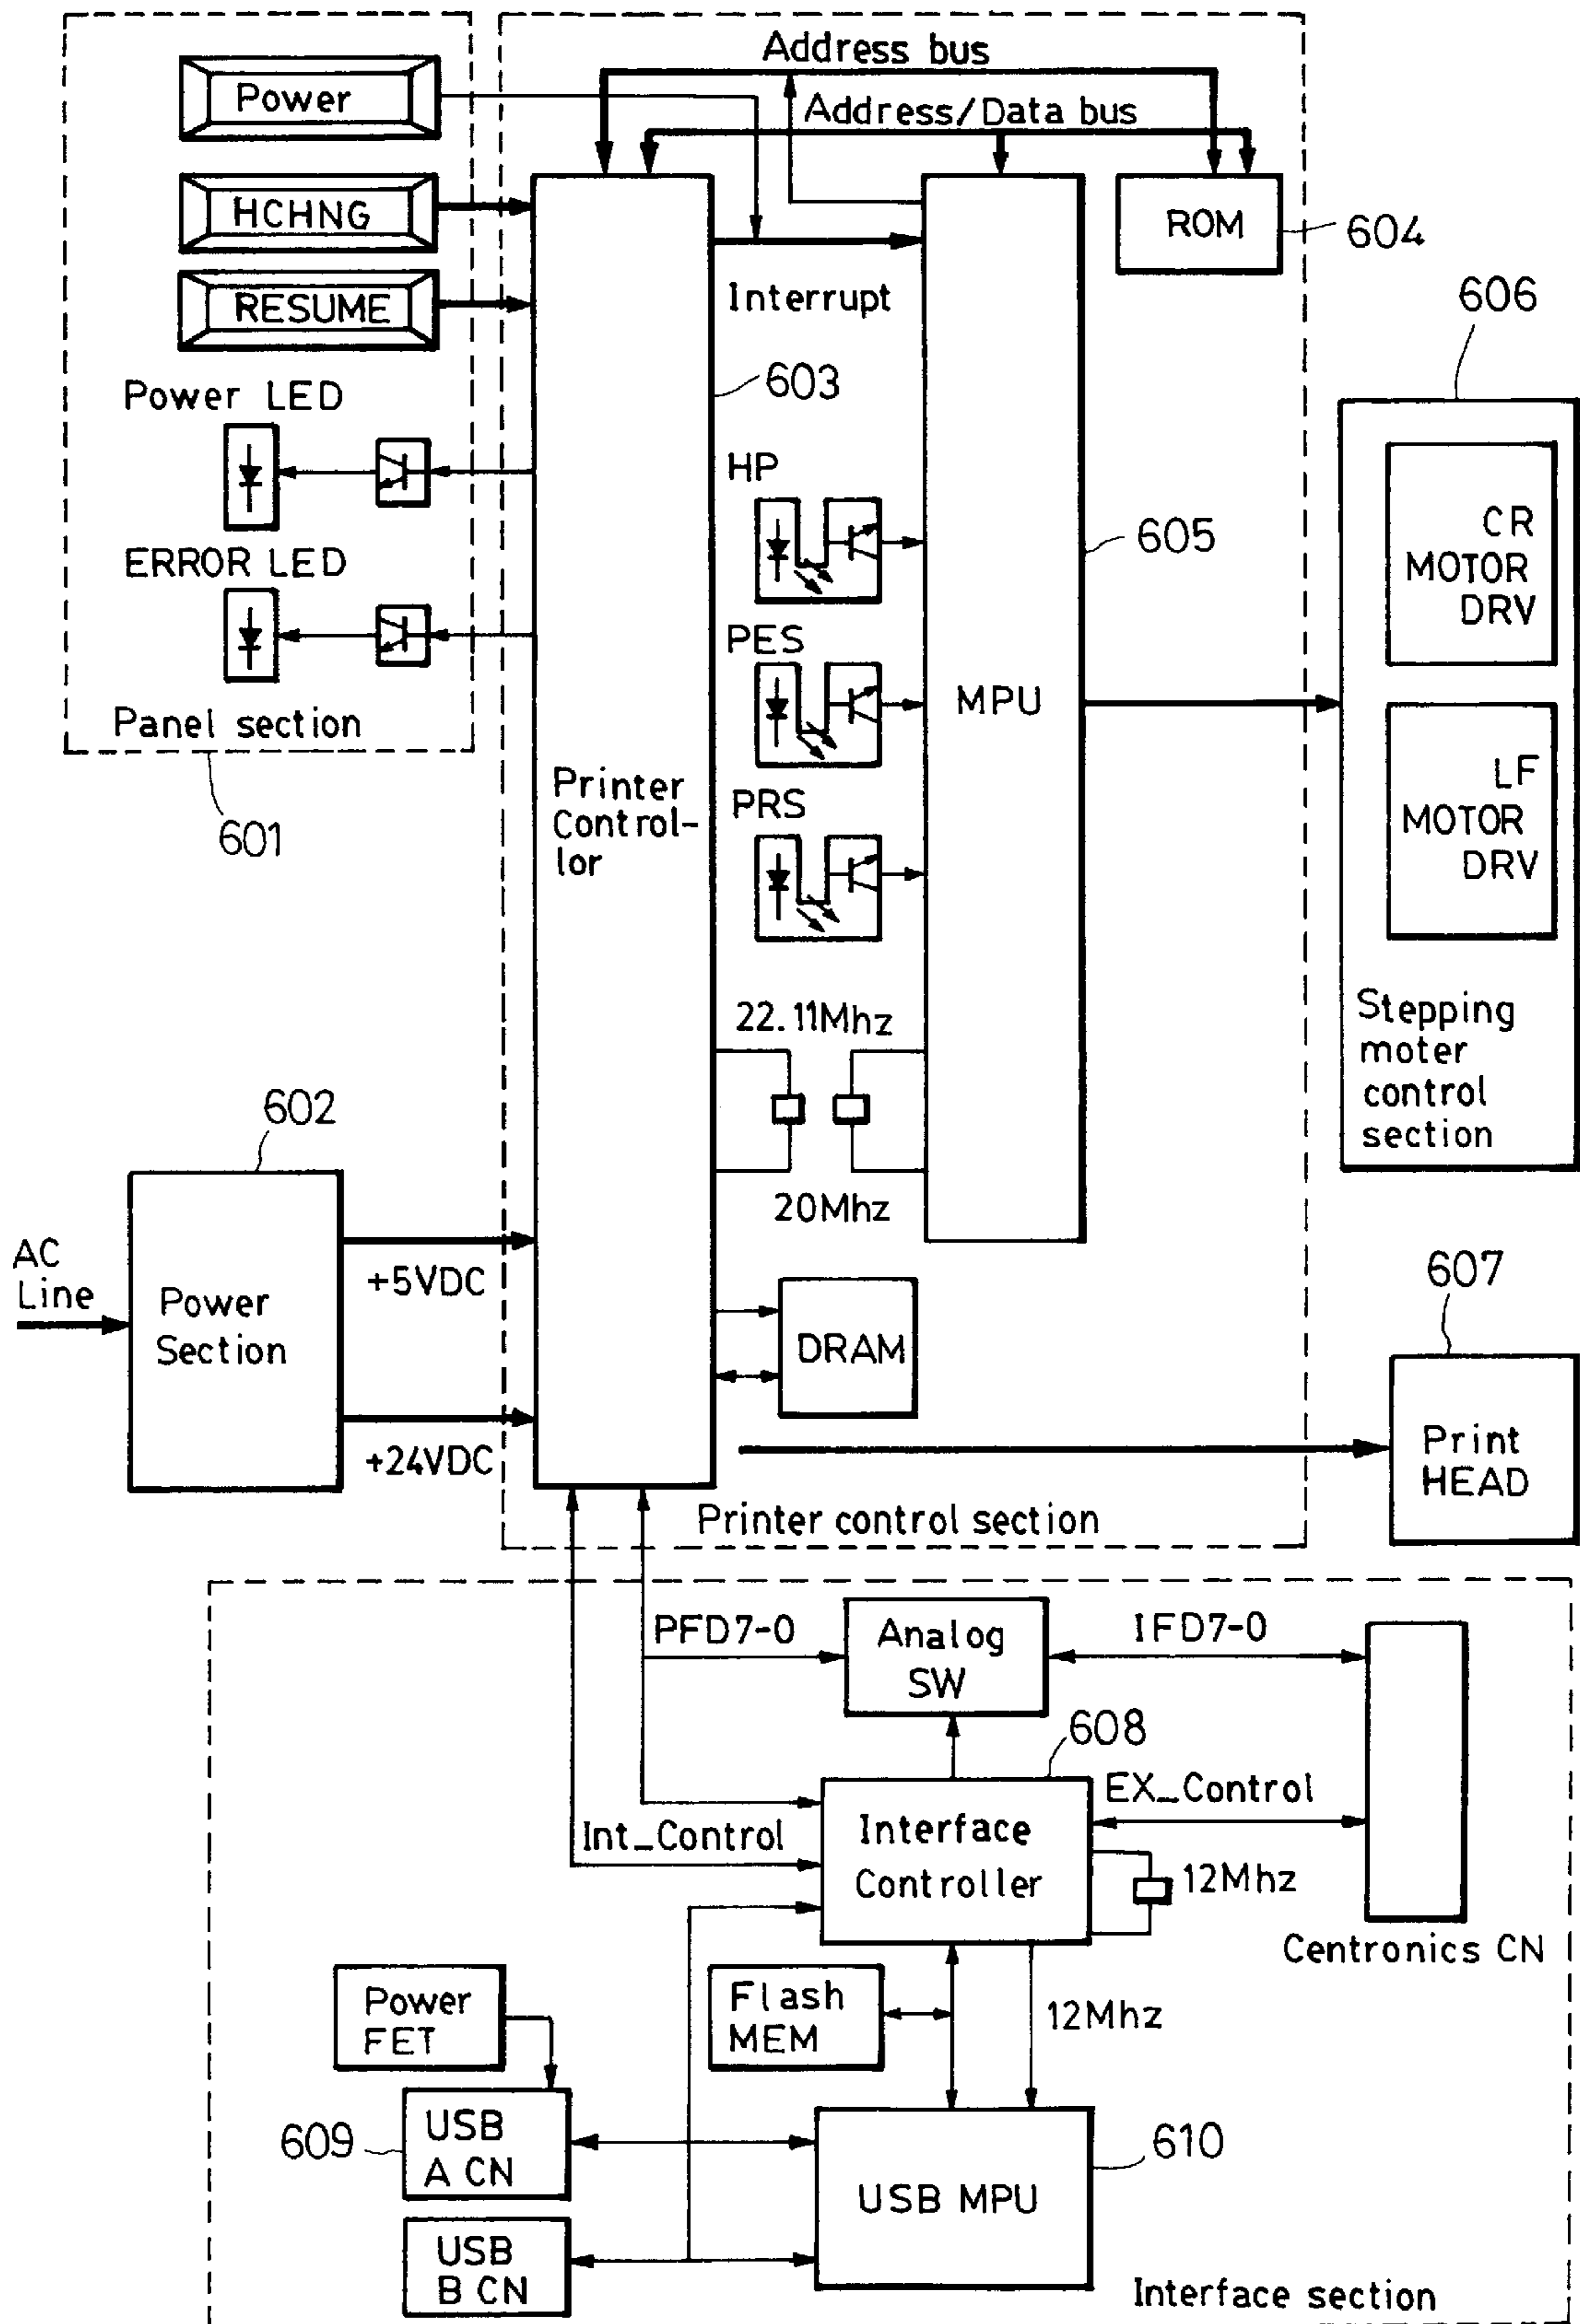 Address bus
Power
Address/Data bus
HCHNG
ROM
604
RESUME
Interrupt
606
603
Power LED
HP
CR
MOTOR
DRV
605
ERROR LED
PES
MPU
Panel section
LF
MOTOR
DRV
Printer
Control-
lor
PRS
601
22.11Mhz
Stepping
moter
control
section
602
20Mhz
AC
Line
+5VDC
607
Power
Section
DRAM
+24VDC
Print
HEAD
Printer control section
PFD7-0
Analog
SW
IFD7-0
608
EX_Control
Int_Control
Interface
Controller
12Mhz
Centronics CN
Power
FET
Flash
MEM
12Mhz
609
USB
A CN
610
USB MPU
USB
B CN
Interface section